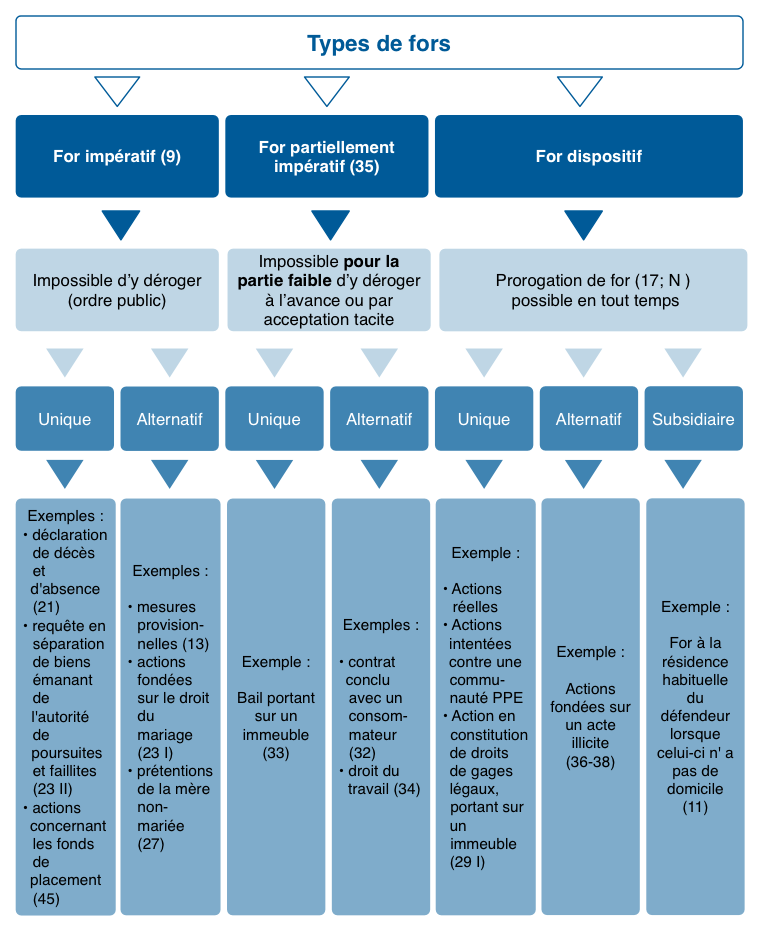 Types de fors
For impératif (9)
For partiellement
impératif (35)
For dispositif
Impossible d’y déroger
(ordre public)
Impossible pour la
partie faible d’y déroger
à l’avance ou par
acceptation tacite
Prorogation de for (17; N )
possible en tout temps
Unique
Alternatif
Unique
Alternatif
Unique
Alternatif
Subsidiaire
Exemples :
• déclaration
de décès
et
d'absence
(21)
• requête en
séparation
de biens
émanant
de
l'autorité
de
poursuites
et faillites
(23 II)
• actions
concernant
les fonds
de
placement
(45)
Exemples :
• mesures
provision-
nelles (13)
• actions
fondées
sur le droit
du
mariage
(23 I)
• prétentions
de la mère
non-
mariée
(27)
Exemple :
Bail portant
sur un
immeuble
(33)
Exemples :
• contrat
conclu
avec un
consom-
mateur
(32)
• droit du
travail (34)
Exemple :
• Actions
réelles
• Actions
intentées
contre une
commu-
nauté PPE
• Action en
constitution
de droits
de gages
légaux,
portant sur
un
immeuble
(29 I)
Exemple :
Actions
fondées sur
un acte
illicite
(36-38)
Exemple :
For à la
résidence
habituelle
du
défendeur
lorsque
celui-ci n' a
pas de
domicile
(11)